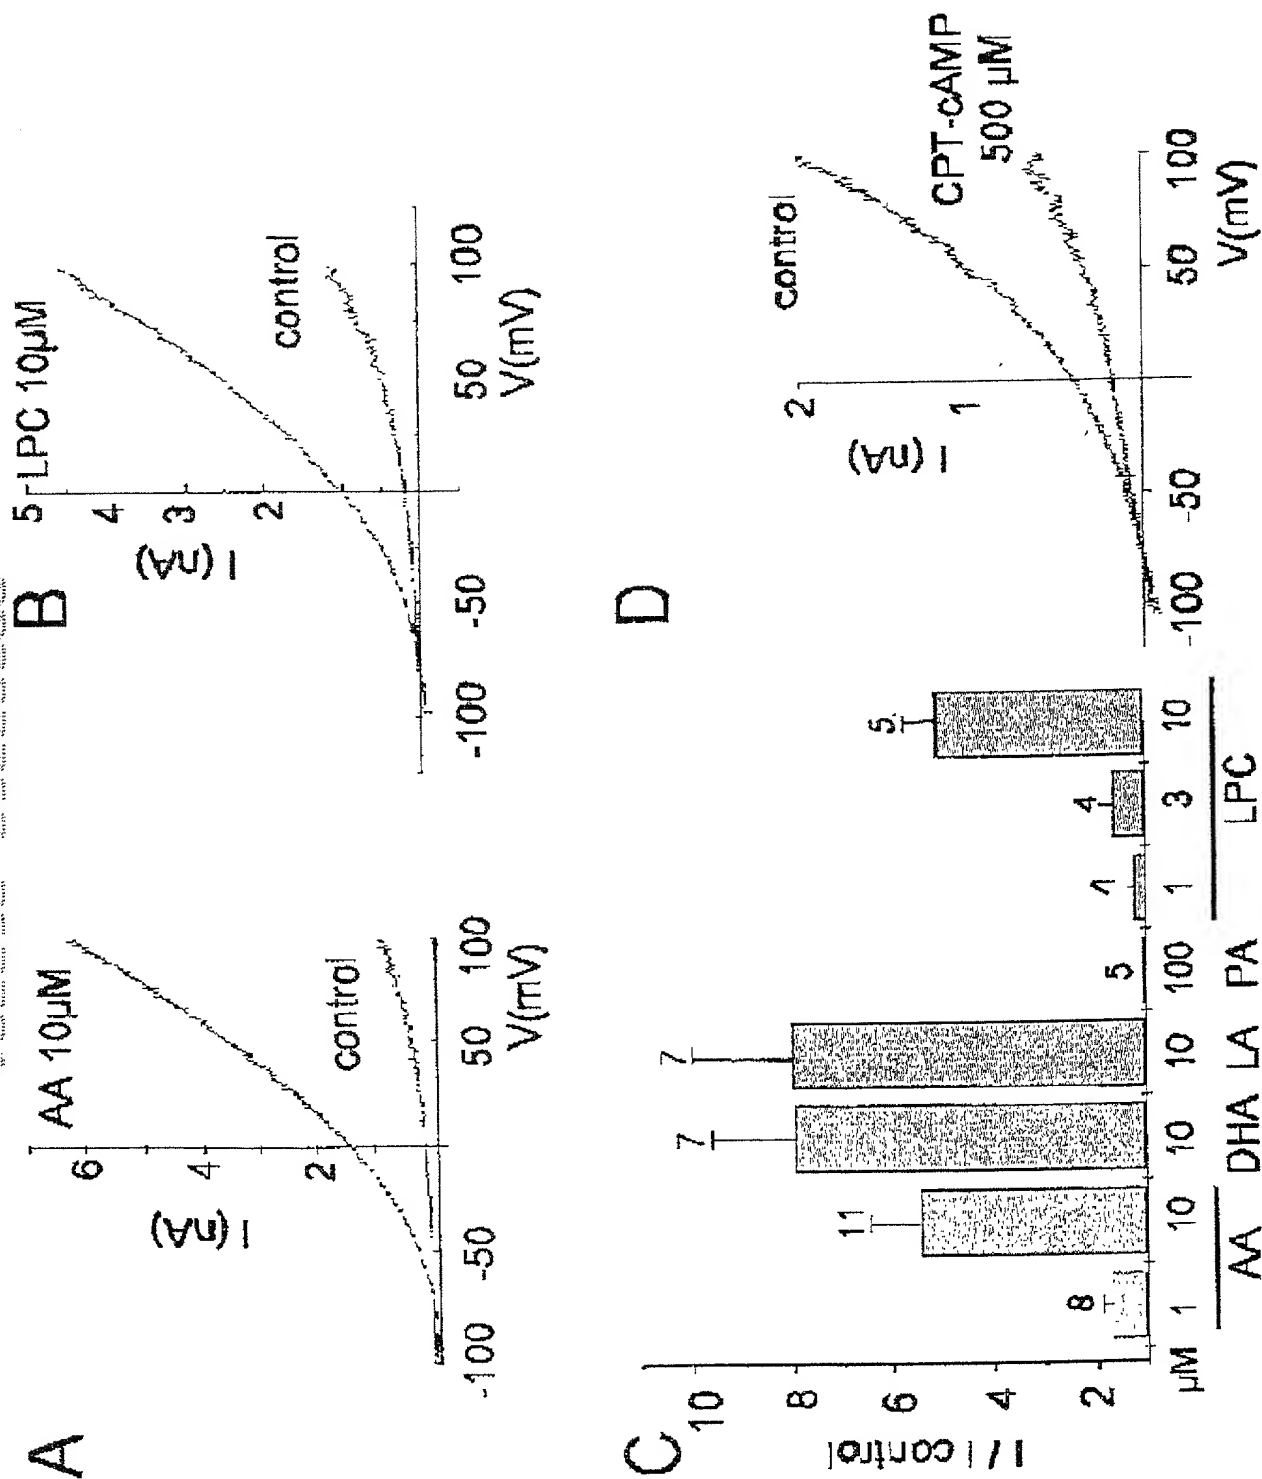 A
AA 10µM
I (nA)
6
4
2
control
-100 -50 50 100
V(mV)
B
LPC 10µM
I (nA)
5
4
3
2
control
-100 -50 50 100
V(mV)
C
I / I control
10
8
6
4
2
8 11 7 7 5 4 4 5
µM 1 10 10 10 100 1 3 10
AA DHA LA PA LPC
D
control
I (nA)
2
1
CPT-cAMP
500 µM
-100 -50 50 100
V(mV)